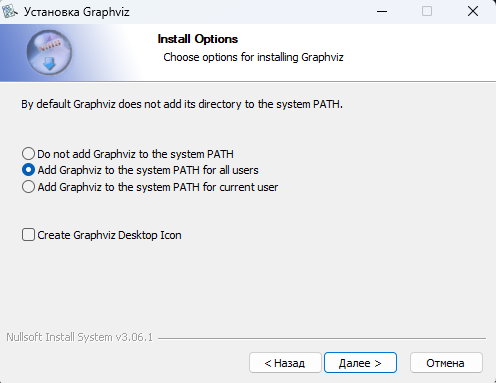 Установка Graphviz
Install Options
Choose options for installing Graphviz
By default Graphviz does not add its directory to the system PATH.
Do not add Graphviz to the system PATH
Add Graphviz to the system PATH for all users
Add Graphviz to the system PATH for current user
Create Graphviz Desktop Icon
Nullsoft Install System v3.06.1
< Назад
Далее >
Отмена